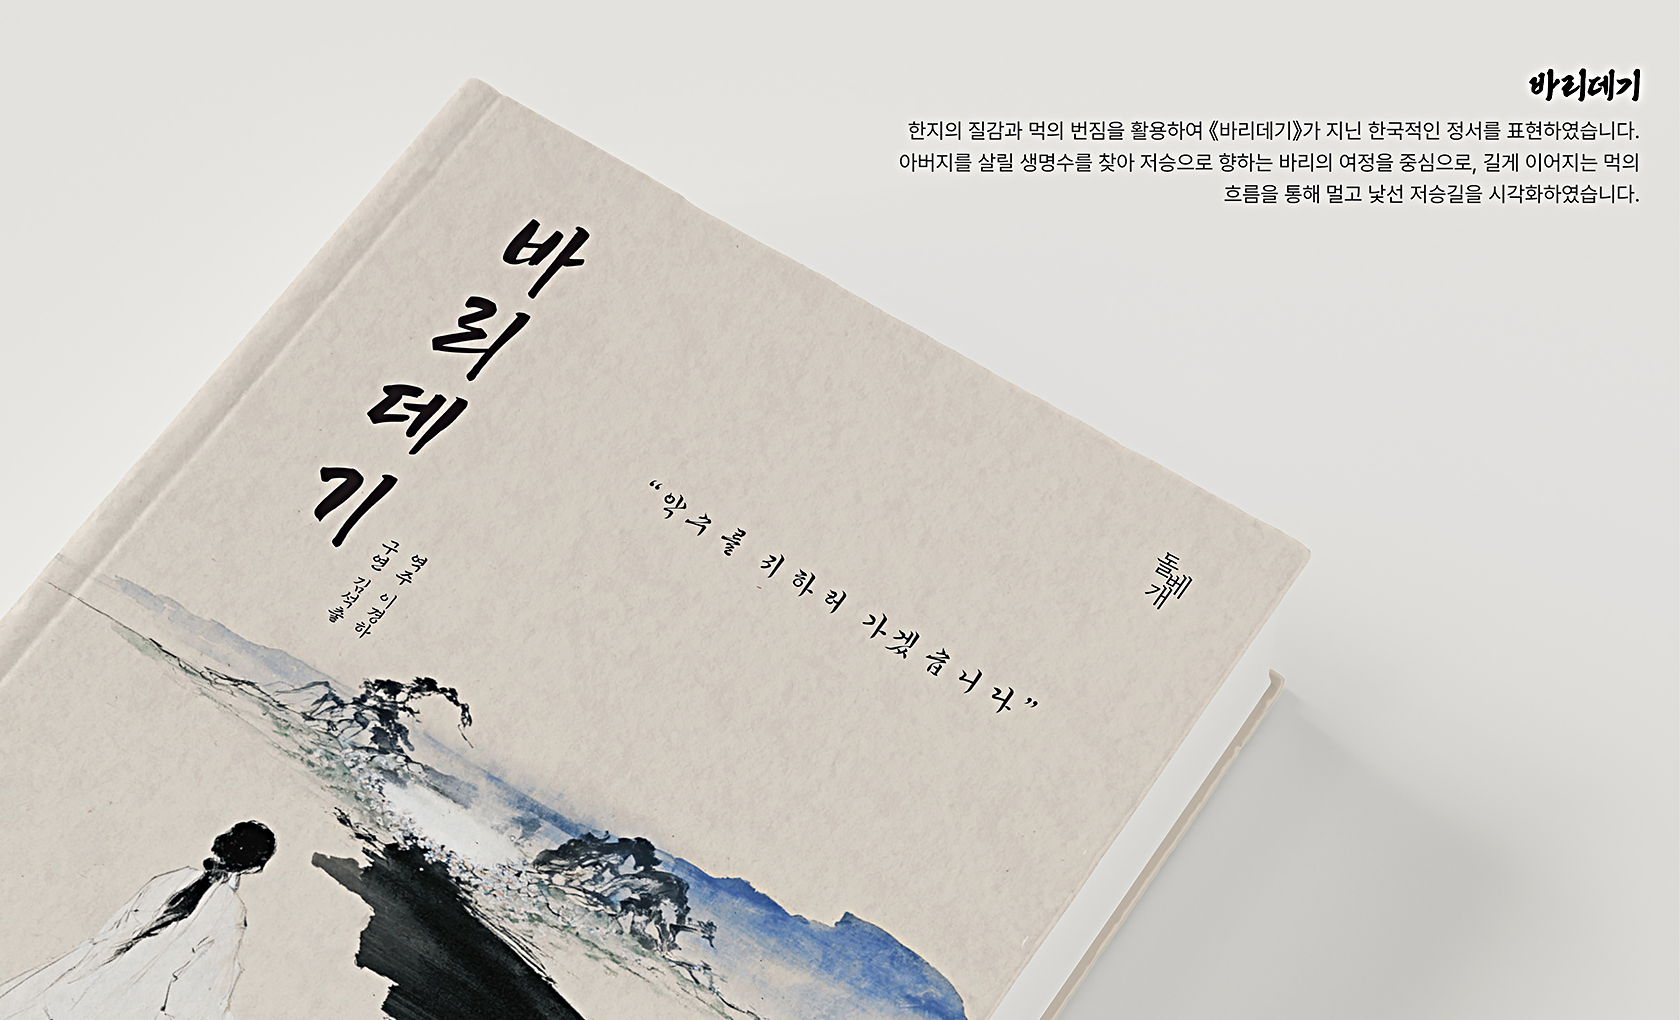 바리데기
한지의 질감과 먹의 번짐을 활용하여 《바리데기》가 지닌 한국적인 정서를 표현하였습니다.
아버지를 살릴 생명수를 찾아 저승으로 향하는 바리의 여정을 중심으로, 길게 이어지는 먹의
흐름을 통해 멀고 낯선 저승길을 시각화하였습니다.
바리데기
구연 김석출
역주 이경하
“약수를 가겠습니다”
돌베개